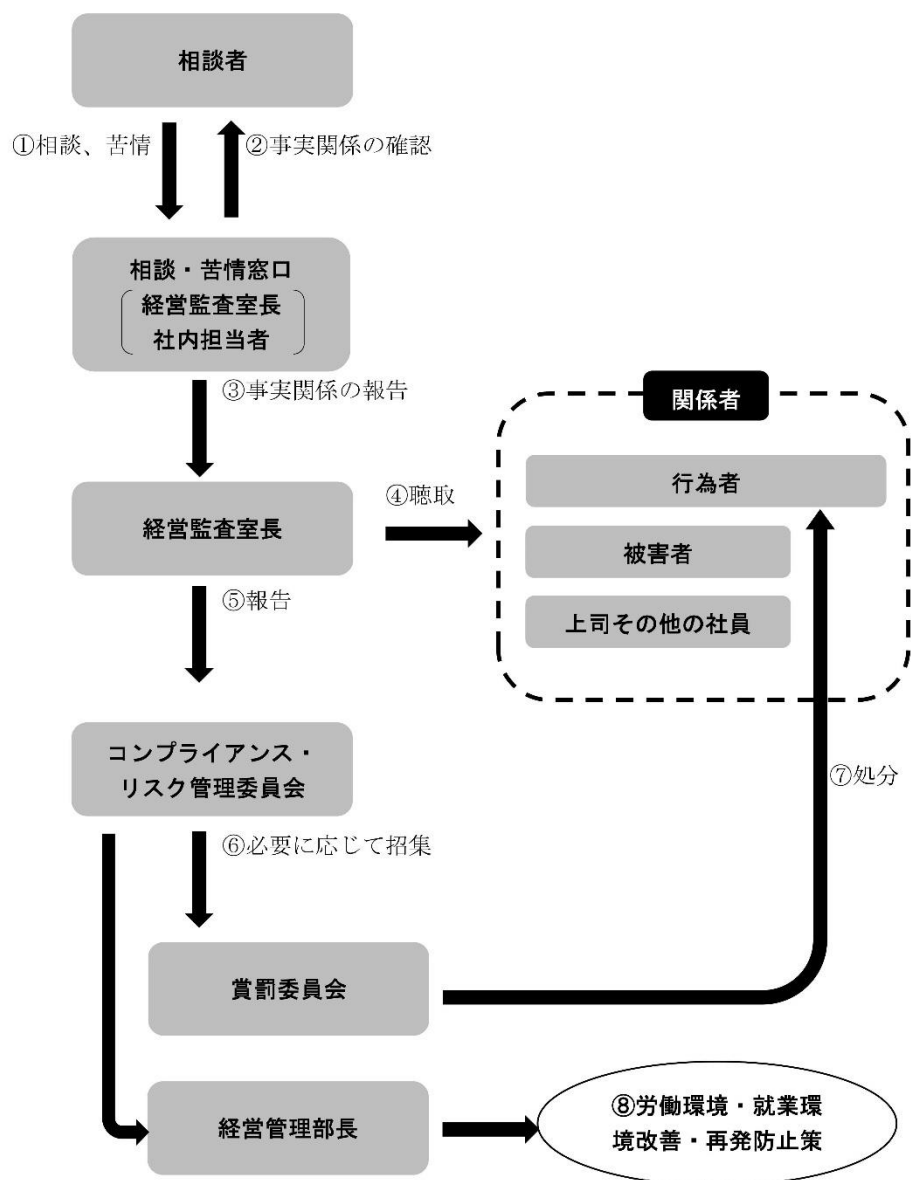 相談者
①相談、苦情
②事実関係の確認
相談・苦情窓口
経営監査室長
社内担当者
③事実関係の報告
関係者
行為者
④聴取
経営監査室長
被害者
⑤報告
上司その他の社員
コンプライアンス・
リスク管理委員会
⑦処分
⑥必要に応じて招集
賞罰委員会
経営管理部長
⑧労働環境・就業環
境改善・再発防止策